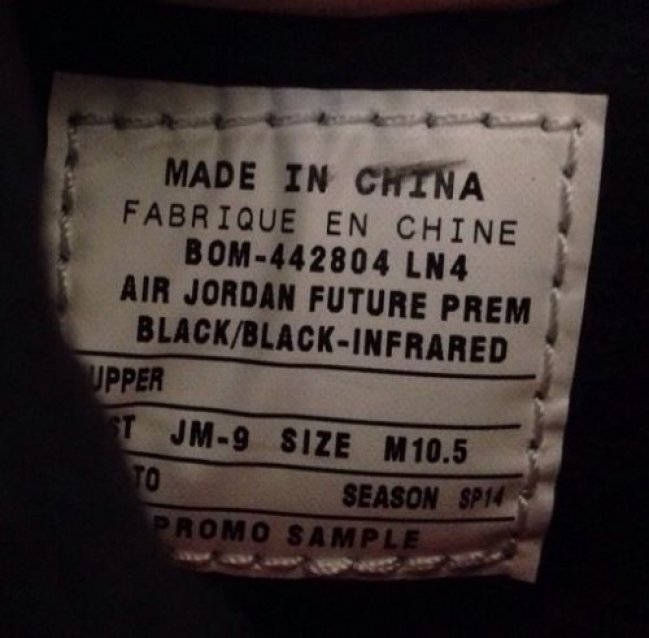 MADE IN CHINA
FABRIQUE EN CHINE
BOM-442804 LN4
AIR JORDAN FUTURE PREM
BLACK/BLACK-INFRARED
UPPER
ST JM-9 SIZE M10.5
TO SEASON SP14
PROMO SAMPLE